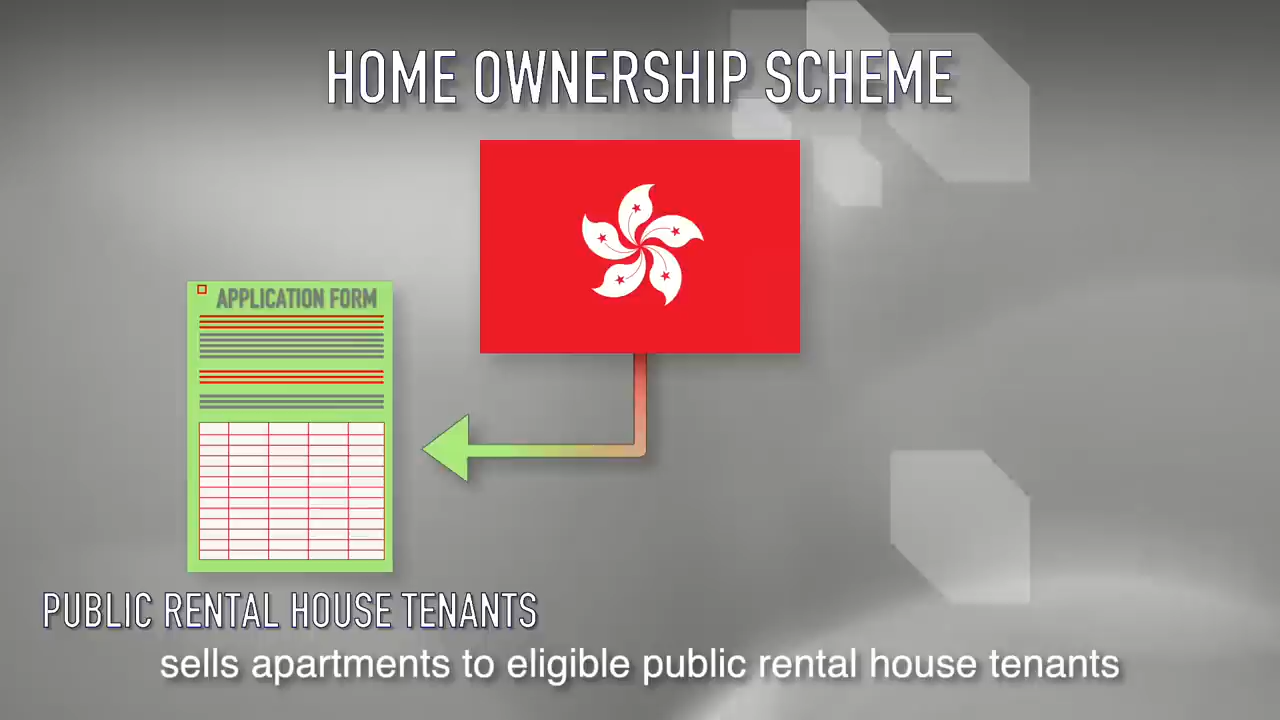 HOME OWNERSHIP SCHEME
APPLICATION FORM
PUBLIC RENTAL HOUSE TENANTS
sells apartments to eligible public rental house tenants